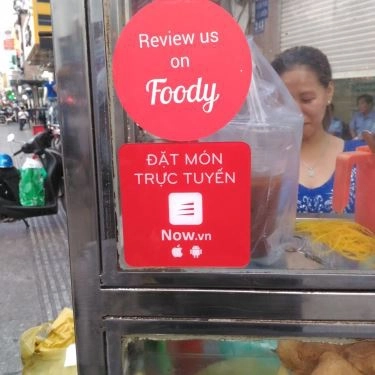 Review us
on
Foody
ĐẶT MÓN
TRỰC TUYẾN
Now.vn